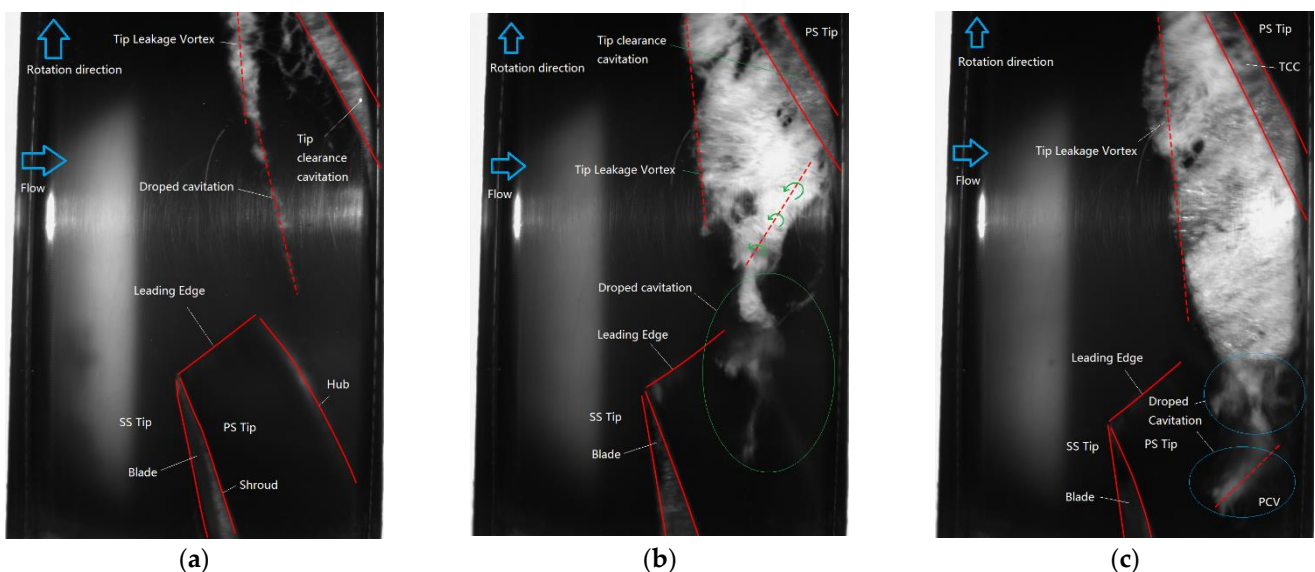 Tip Leakage Vortex
Rotation direction
Tip
clearance
cavitation
Flow
Droped cavitation
Leading Edge
Hub
SS Tip
PS Tip
Blade
Shroud
(a)
PS Tip
Tip clearance
cavitation
Rotation direction
Tip Leakage Vortex
Flow
Droped cavitation
Leading Edge
SS Tip
Blade
(b)
PS Tip
Rotation direction
TCC
Tip Leakage Vortex
Flow
Leading Edge
Droped
Cavitation
SS Tip
PS Tip
Blade
PCV
(c)